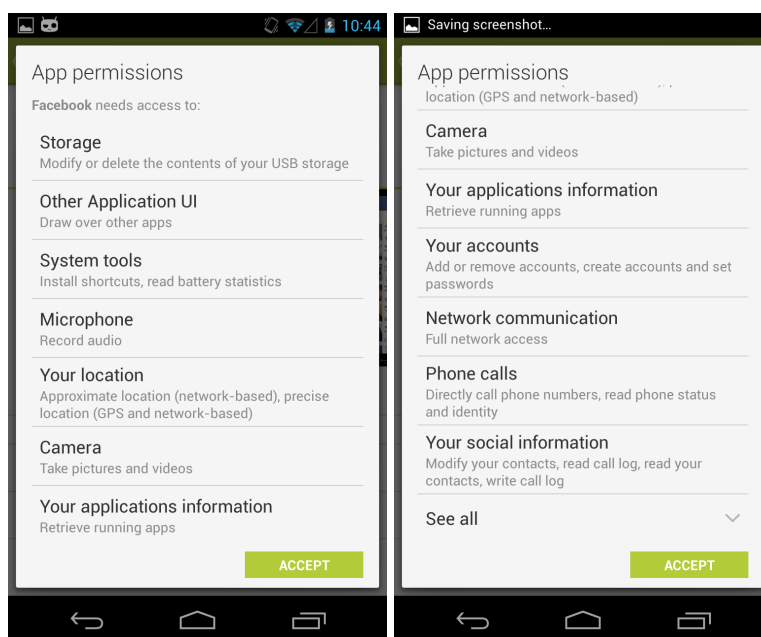 10:44
App permissions
Facebook needs access to:
Storage
Modify or delete the contents of your USB storage
Other Application UI
Draw over other apps
System tools
Install shortcuts, read battery statistics
Microphone
Record audio
Your location
Approximate location (network-based), precise
location (GPS and network-based)
Camera
Take pictures and videos
Your applications information
Retrieve running apps
ACCEPT
Saving screenshot...
App permissions
location (GPS and network-based)
Camera
Take pictures and videos
Your applications information
Retrieve running apps
Your accounts
Add or remove accounts, create accounts and set
passwords
Network communication
Full network access
Phone calls
Directly call phone numbers, read phone status
and identity
Your social information
Modify your contacts, read call log, read your
contacts, write call log
See all
ACCEPT